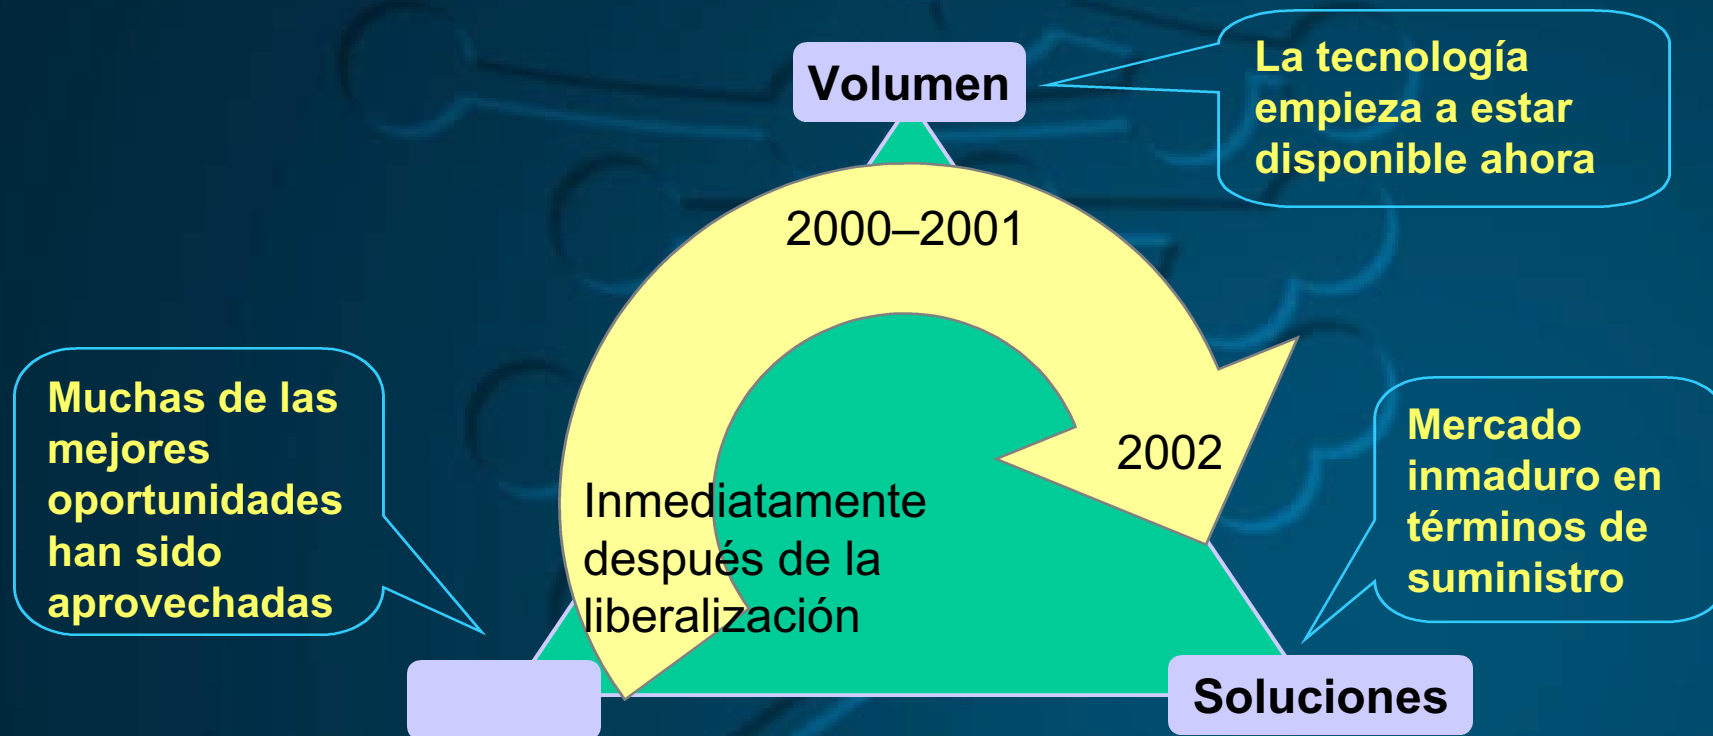 Volumen
La tecnología
empieza a estar
disponible ahora
2000–2001
Muchas de las
mejores
oportunidades
han sido
aprovechadas
2002
Mercado
inmaduro en
términos de
suministro
Inmediatamente
después de la
liberalización
Soluciones